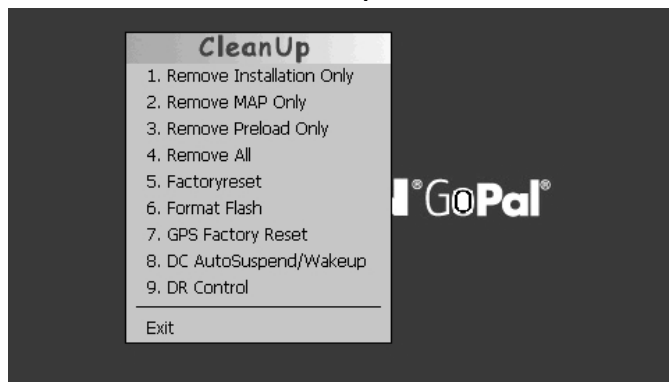 CleanUp
1. Remove Installation Only
2. Remove MAP Only
3. Remove Preload Only
4. Remove All
5. Factoryreset
6. Format Flash
7. GPS Factory Reset
8. DC AutoSuspend/Wakeup
9. DR Control
Exit
®GoPal®